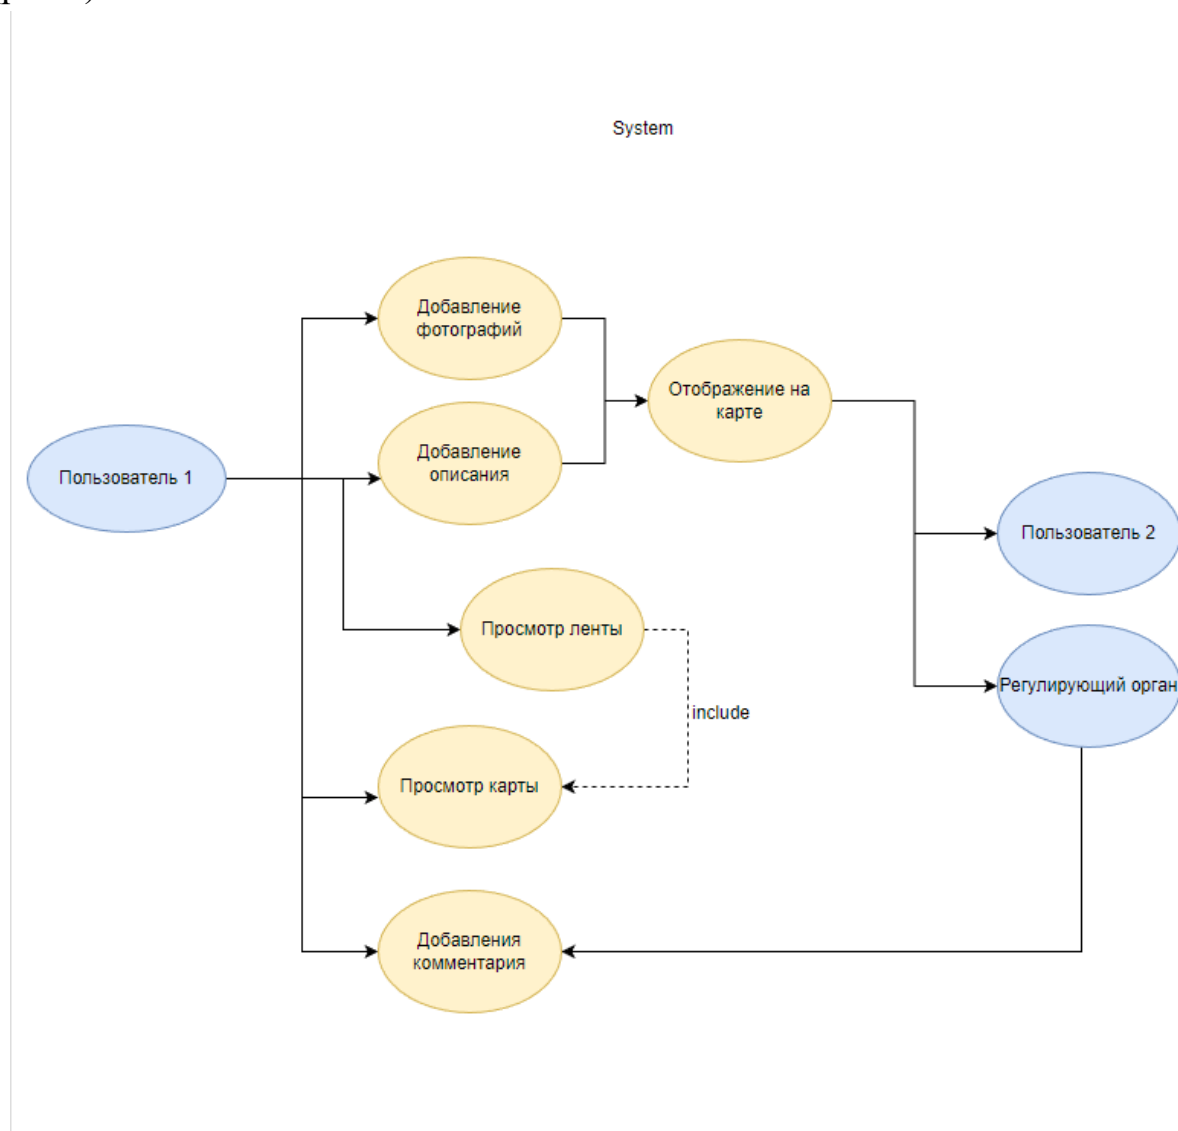 System
Добавление
фотографий
Отображение на
карте
Добавление
описания
Пользователь 1
Пользователь 2
Просмотр ленты
Регулирующий орган
include
Просмотр карты
Добавления
комментария